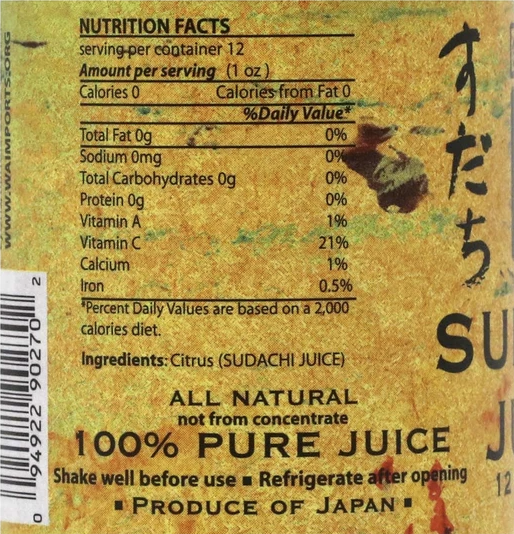 NUTRITION FACTS
serving per container 12
Amount per serving (1 oz)
Calories 0 Calories from Fat 0
%Daily Value*
Total Fat 0g 0%
Sodium 0mg 0%
Total Carbohydrates 0g 0%
Protein 0g 0%
Vitamin A 1%
Vitamin C 21%
Calcium 1%
Iron 0.5%
*Percent Daily Values are based on a 2,000
calories diet.
Ingredients: Citrus (SUDACHI JUICE)
ALL NATURAL
not from concentrate
100% PURE JUICE
Shake well before use ▪ Refrigerate after opening
▪ PRODUCE OF JAPAN ▪
WWW.WAIMPORTS.ORG
0 94922 90270 2
すだち
SU
JU
12